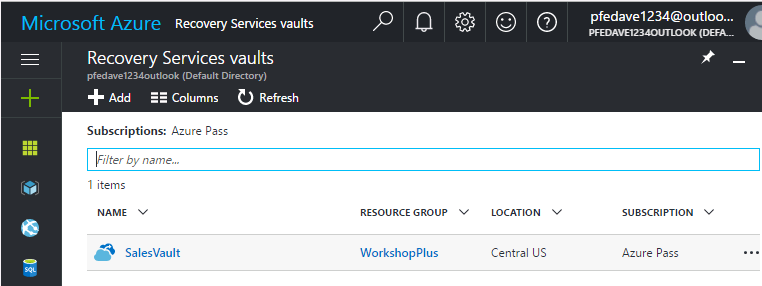 Microsoft Azure Recovery Services vaults pfedave1234@outloo...
PFEDAVE1234OUTLOOK (DEFA...
Recovery Services vaults
pfedave1234outlook (Default Directory)
Add Columns Refresh
Subscriptions: Azure Pass
Filter by name...
1 items
NAME RESOURCE GROUP LOCATION SUBSCRIPTION
SalesVault WorkshopPlus Central US Azure Pass ...
SQL